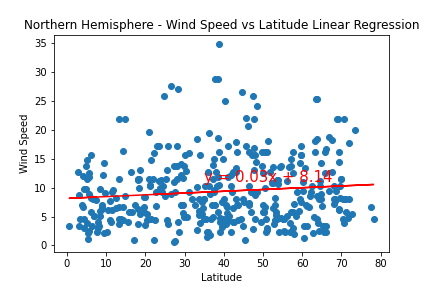 Northern Hemisphere - Wind Speed vs Latitude Linear Regression
35
30
25
20
15
10
5
0
Wind Speed
y = 0.03x + 8.14
0 10 20 30 40 50 60 70 80
Latitude